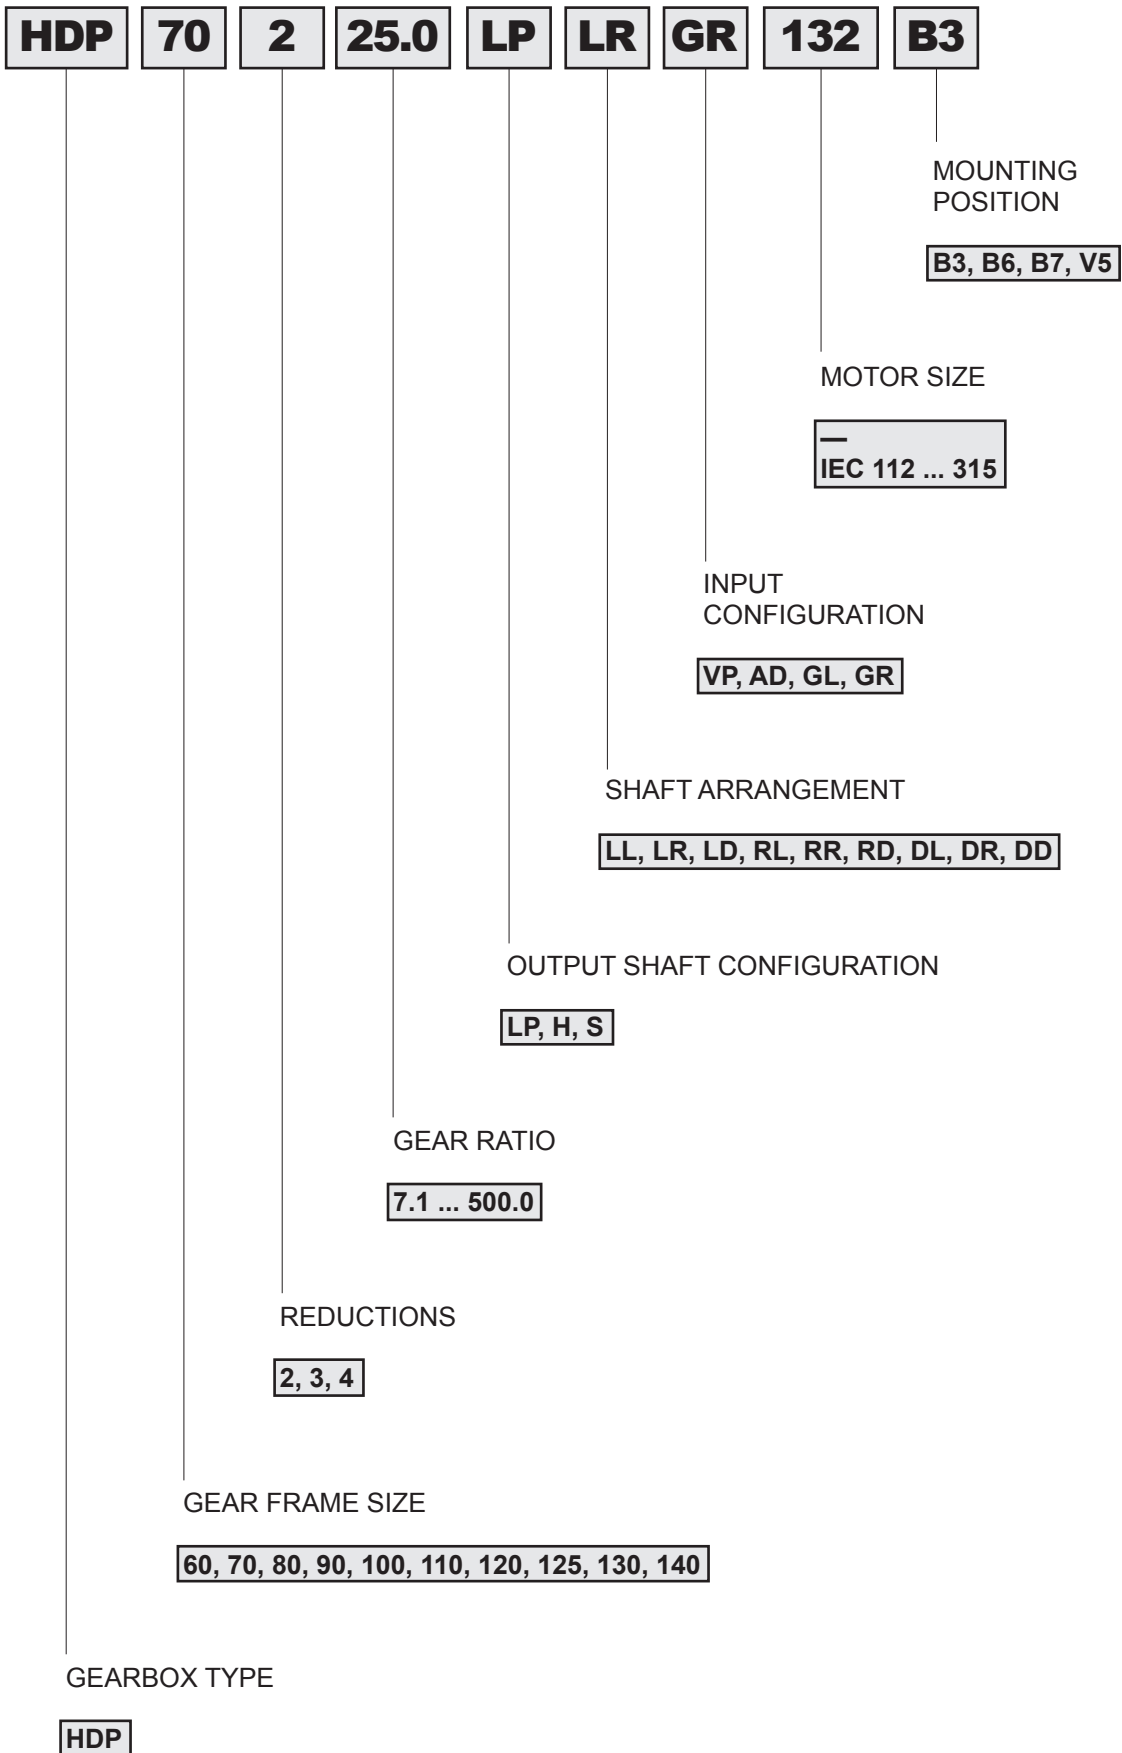 HDP 70 2 25.0 LP LR GR 132 B3
MOUNTING
POSITION
B3, B6, B7, V5
MOTOR SIZE
—
IEC 112 ... 315
INPUT
CONFIGURATION
VP, AD, GL, GR
SHAFT ARRANGEMENT
LL, LR, LD, RL, RR, RD, DL, DR, DD
OUTPUT SHAFT CONFIGURATION
LP, H, S
GEAR RATIO
7.1 ... 500.0
REDUCTIONS
2, 3, 4
GEAR FRAME SIZE
60, 70, 80, 90, 100, 110, 120, 125, 130, 140
GEARBOX TYPE
HDP